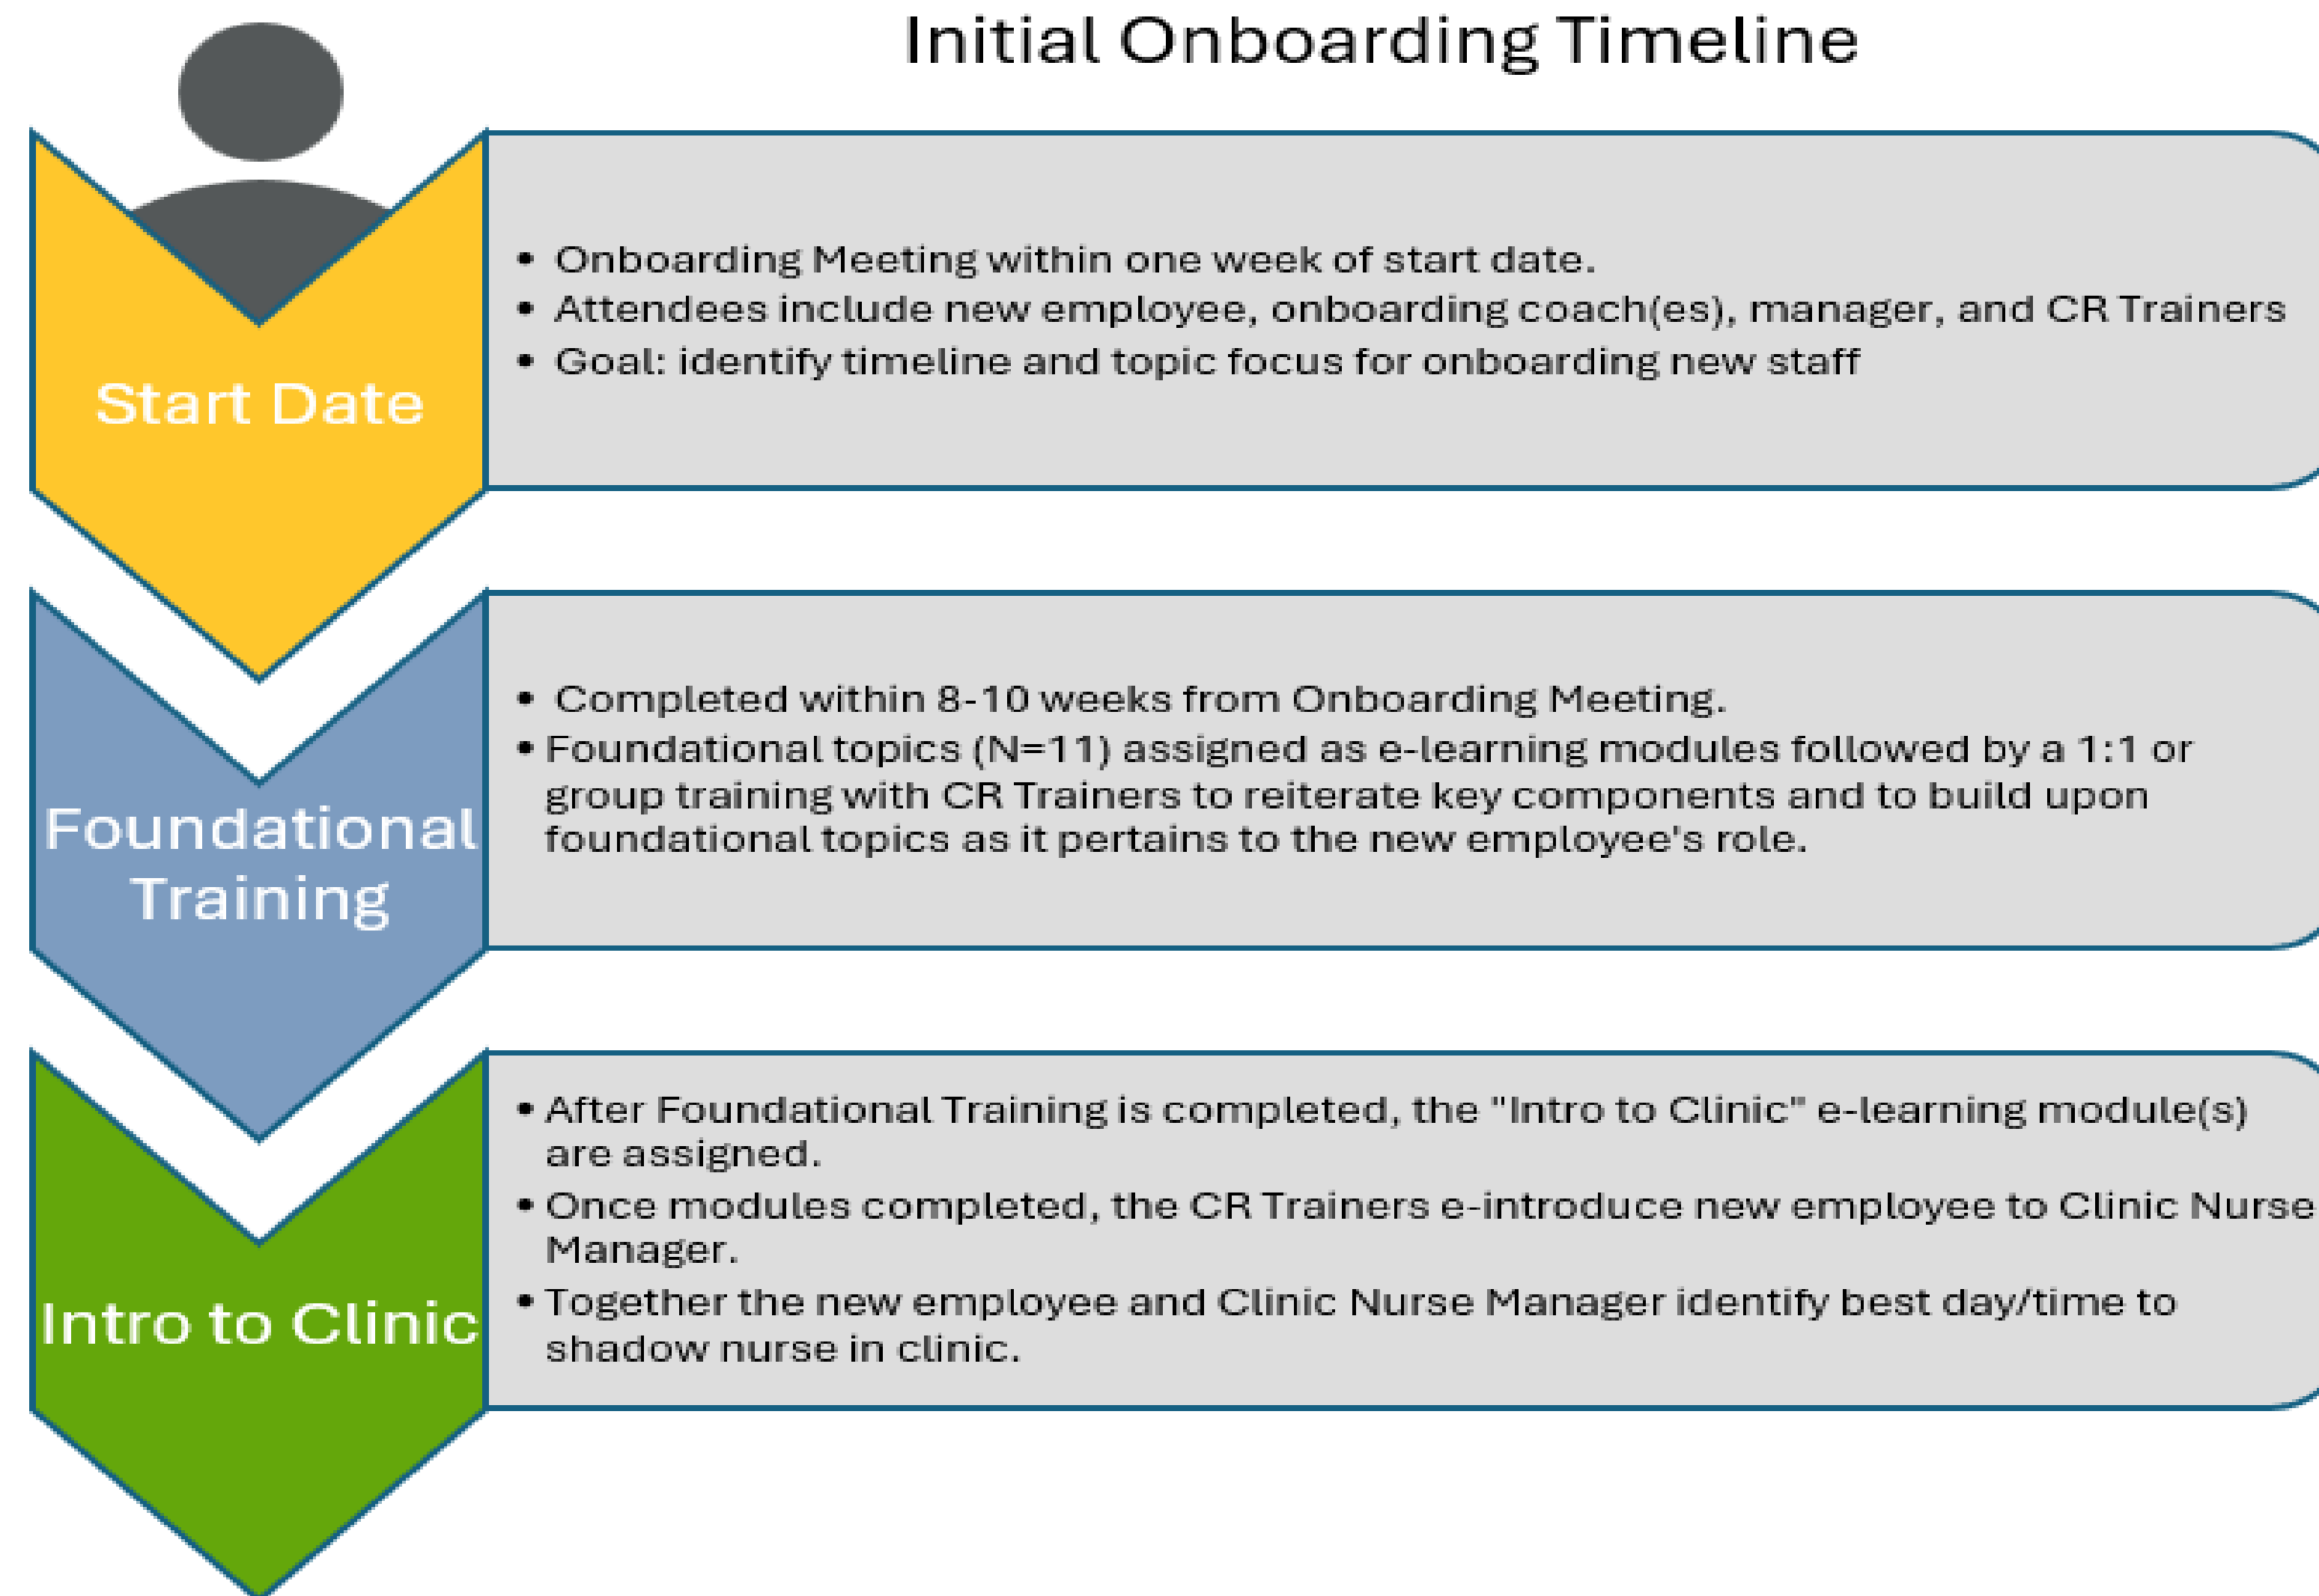 Initial Onboarding Timeline
Start Date
• Onboarding Meeting within one week of start date.
• Attendees include new employee, onboarding coach(es), manager, and CR Trainers
• Goal: identify timeline and topic focus for onboarding new staff
Foundational
Training
• Completed within 8-10 weeks from Onboarding Meeting.
• Foundational topics (N=11) assigned as e-learning modules followed by a 1:1 or
group training with CR Trainers to reiterate key components and to build upon
foundational topics as it pertains to the new employee's role.
Intro to Clinic
• After Foundational Training is completed, the "Intro to Clinic" e-learning module(s)
are assigned.
• Once modules completed, the CR Trainers e-introduce new employee to Clinic Nurse
Manager.
• Together the new employee and Clinic Nurse Manager identify best day/time to
shadow nurse in clinic.